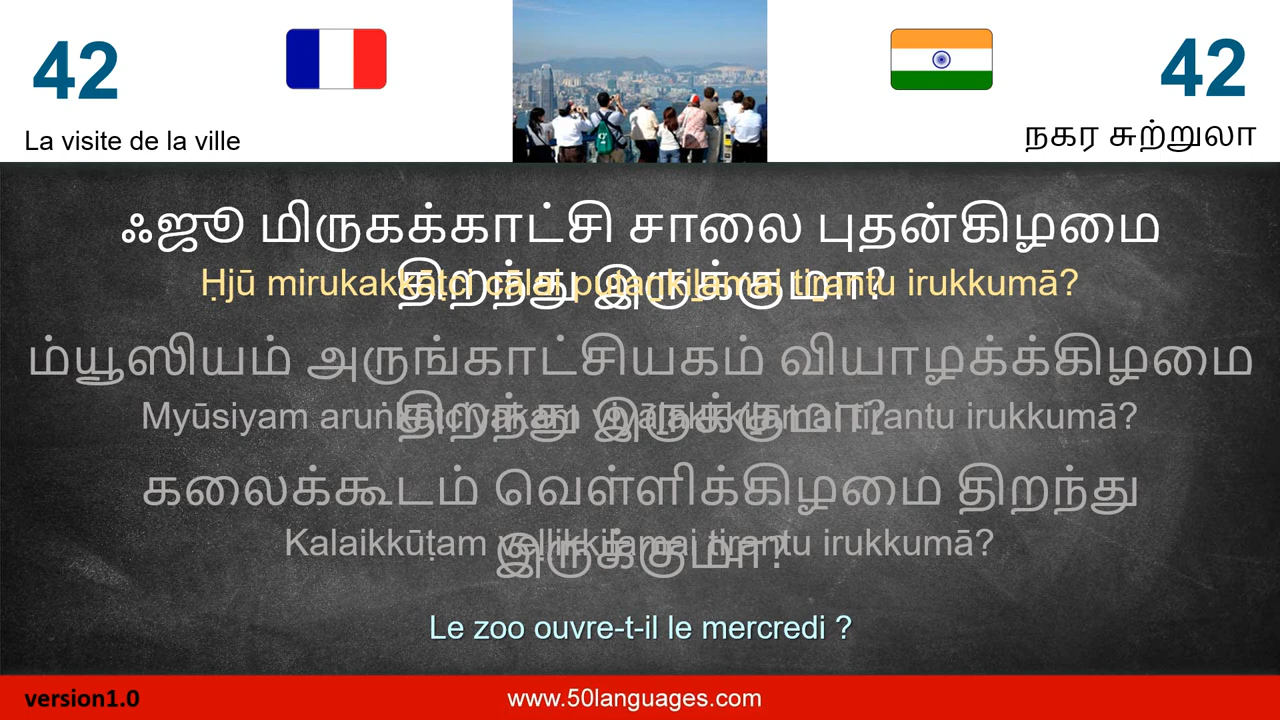 42
42
La visite de la ville
நகர சுற்றுலா
ஃஜூ மிருகக்காட்சி சாலை புதன்கிழமை
திறந்து இருக்குமா?
Ḥjū mirukakkāṭci cālai putaṉkiḻamai tiṟantu irukkumā?
ம்யூஸியம் அருங்காட்சியகம் வியாழக்க்கிழமை
திறந்து இருக்குமா?
Myūsiyam aruṅkāṭciyakam viyāḻakkkiḻamai tiṟantu irukkumā?
கலைக்கூடம் வெள்ளிக்கிழமை திறந்து
இருக்குமா?
Kalaikkūṭam veḷḷikkiḻamai tiṟantu irukkumā?
Le zoo ouvre-t-il le mercredi ?
version1.0
www.50languages.com